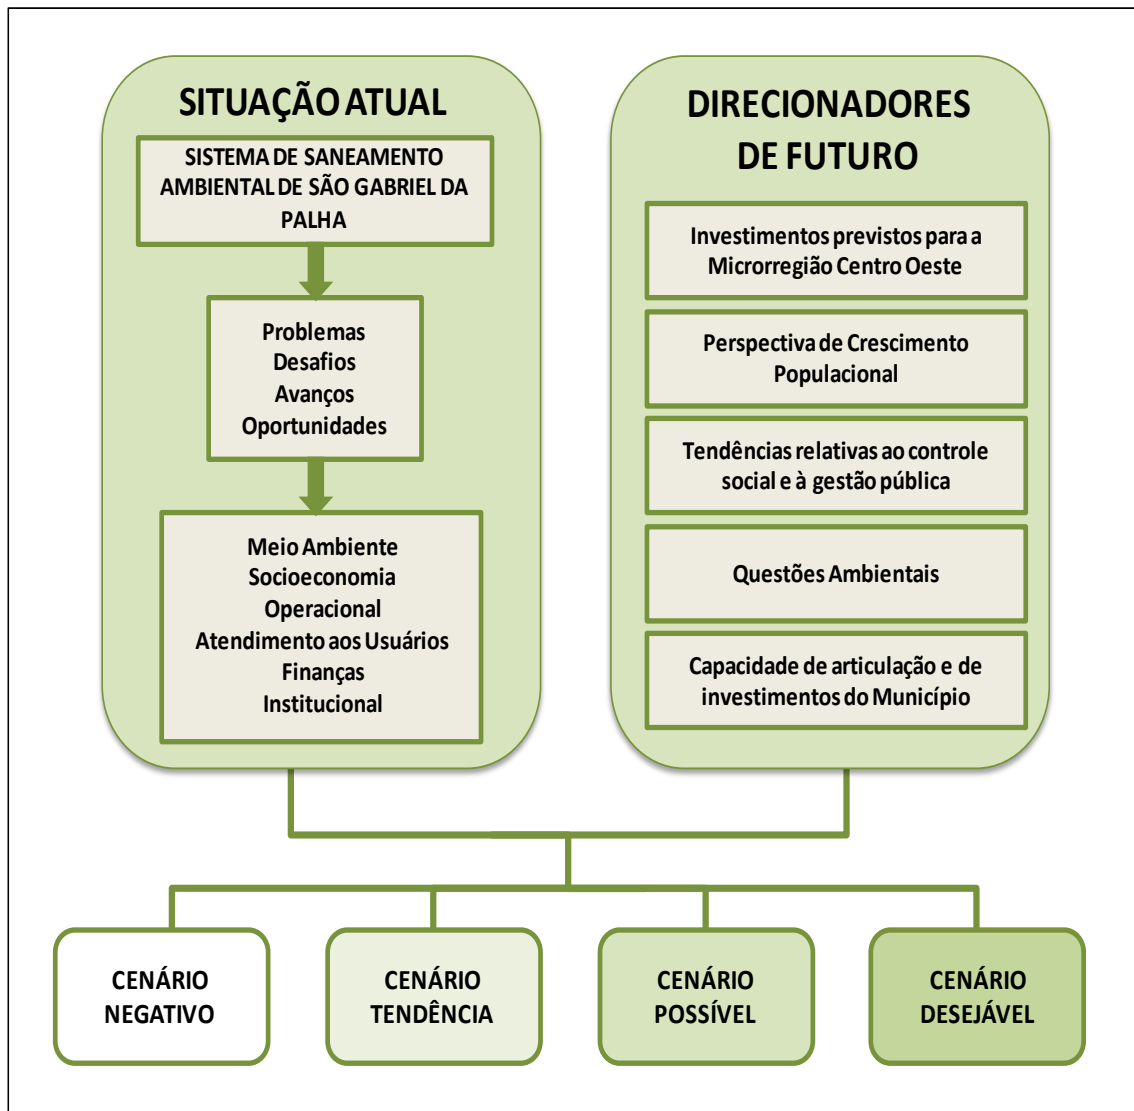 SITUAÇÃO ATUAL
SISTEMA DE SANEAMENTO
AMBIENTAL DE SÃO GABRIEL DA
PALHA
Problemas
Desafios
Avanços
Oportunidades
Meio Ambiente
Socioeconomia
Operacional
Atendimento aos Usuários
Finanças
Institucional
DIRECIONADORES
DE FUTURO
Investimentos previstos para a
Microrregião Centro Oeste
Perspectiva de Crescimento
Populacional
Tendências relativas ao controle
social e à gestão pública
Questões Ambientais
Capacidade de articulação e de
investimentos do Município
CENÁRIO
NEGATIVO
CENÁRIO
TENDÊNCIA
CENÁRIO
POSSÍVEL
CENÁRIO
DESEJÁVEL